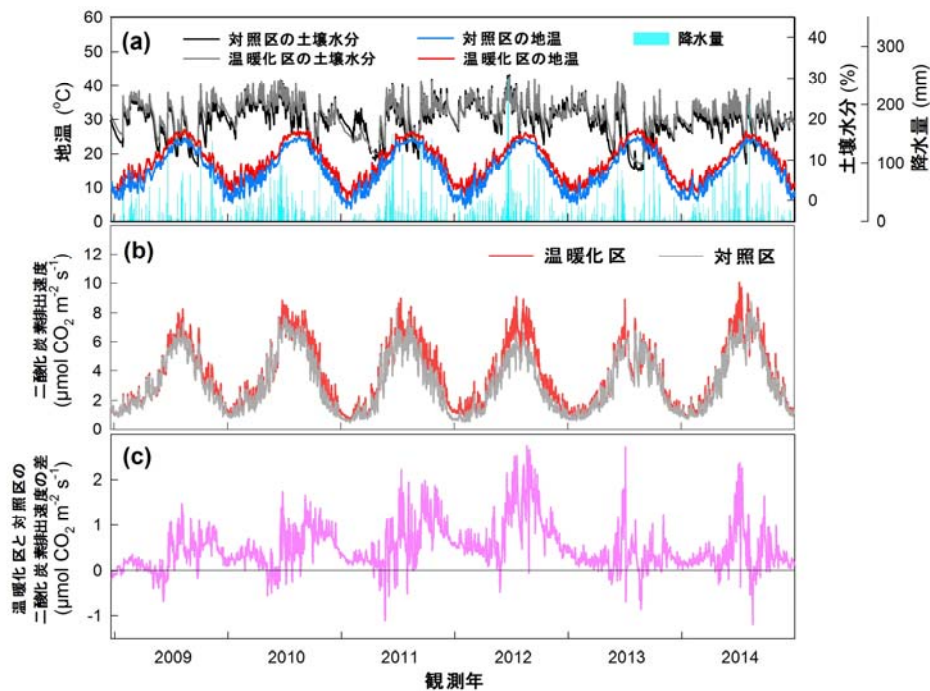 (a)
対照区の土壌水分
対照区の地温
降水量
温暖化区の土壌水分
温暖化区の地温
地温 (°C)
60
50
40
30
20
10
0
土壌水分 (%)
40
30
20
10
0
降水量 (mm)
300
200
100
0
(b)
温暖化区
対照区
二酸化炭素排出速度
(μmol CO2 m-2 s-1)
12
10
8
6
4
2
0
(c)
温暖化区と対照区の
二酸化炭素排出速度の差
(μmol CO2 m-2 s-1)
2
1
0
-1
2009 2010 2011 2012 2013 2014
観測年